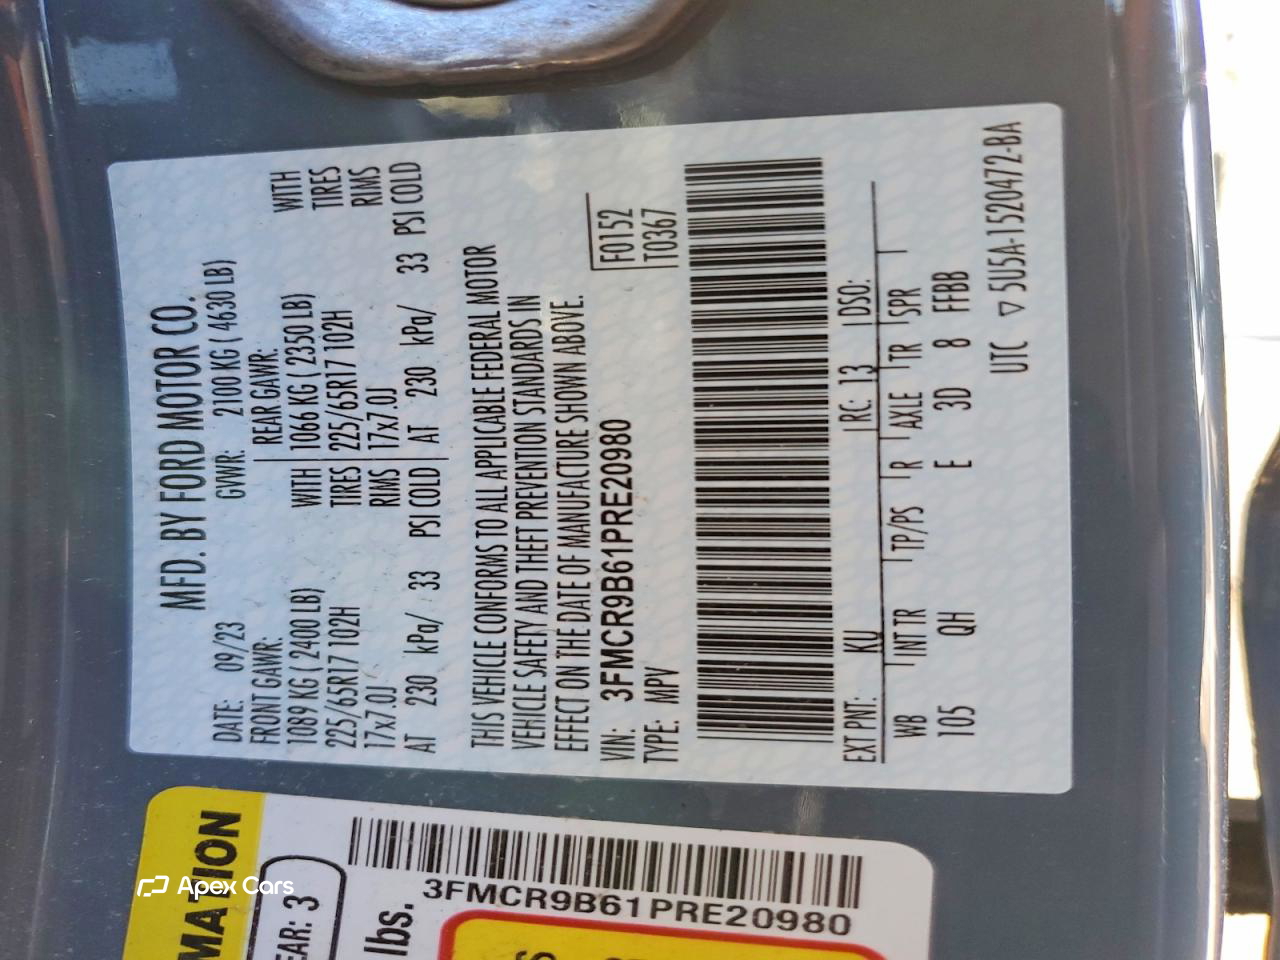 MFD. BY FORD MOTOR CO.
DATE: 09/23 GVWR: 2100 KG ( 4630 LB)
FRONT GAWR: REAR GAWR:
1089 KG ( 2400 LB) WITH 1066 KG ( 2350 LB) WITH
225/65R17 102H TIRES 225/65R17 102H TIRES
17x7.0J RIMS 17x7.0J RIMS
AT 230 kPa/ 33 PSI COLD AT 230 kPa/ 33 PSI COLD
THIS VEHICLE CONFORMS TO ALL APPLICABLE FEDERAL MOTOR
VEHICLE SAFETY AND THEFT PREVENTION STANDARDS IN
EFFECT ON THE DATE OF MANUFACTURE SHOWN ABOVE.
VIN: 3FMCR9B61PRE20980 F0152
TYPE: MPV T0367
EXT PNT: KU RC: 13 DSO:
WB INT TR TP/PS R AXLE TR SPR
105 QH E 3D 8 FFBB
UTC ▽ 5U5A-1520472-BA
MATION
EAR: 3
lbs.
3FMCR9B61PRE20980
Apex Cars